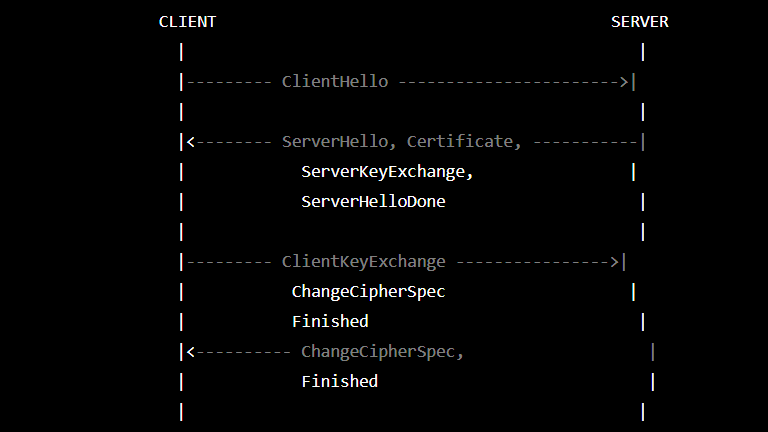 CLIENT                                         SERVER
  |                                               |
  |--------- ClientHello ----------------------->|
  |                                               |
  |<-------- ServerHello, Certificate, -----------|
  |            ServerKeyExchange,                |
  |            ServerHelloDone                    |
  |                                               |
  |--------- ClientKeyExchange ---------------->|
  |           ChangeCipherSpec                   |
  |           Finished                            |
  |<---------- ChangeCipherSpec,                   |
  |            Finished                            |
  |                                               |